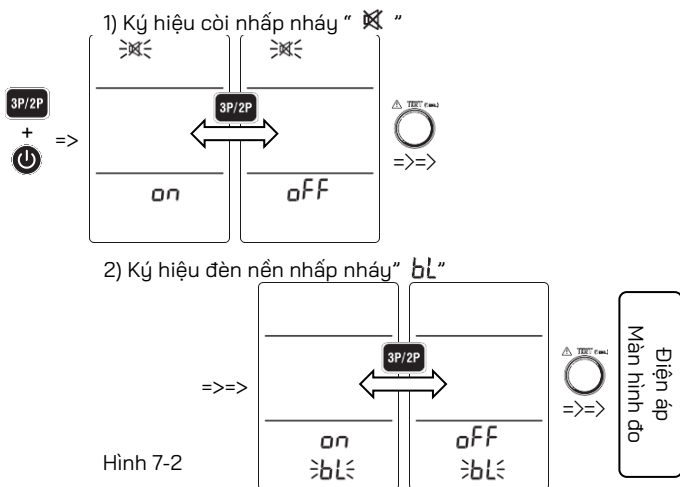 1) Ký hiệu còi nhấp nháy “ ”
3P/2P
+
=>
3P/2P
on
oFF
TEST
=>=>
2) Ký hiệu đèn nền nhấp nháy” bL”
=>=>
3P/2P
on
bL
oFF
bL
TEST
=>=>
Điện áp
Màn hình đo
Hình 7-2